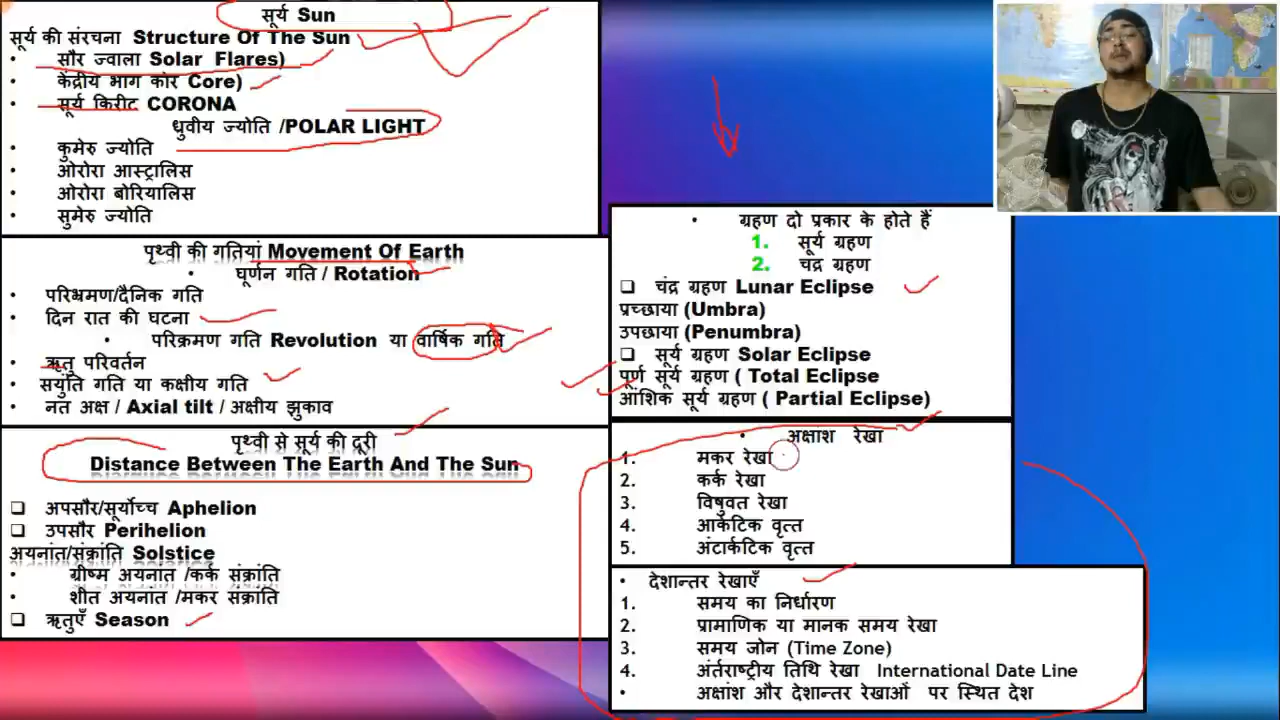 सूर्य Sun
सूर्य की संरचना Structure Of The Sun
• सौर ज्वाला Solar Flares)
• केंद्रीय भाग कोर Core)
• सूर्य किरीट CORONA
धुवीय ज्योति /POLAR LIGHT
• कुमेरु ज्योति
• ओरोरा आस्ट्रालिस
• ओरोरा बोरियालिस
• सुमेरु ज्योति
पृथ्वी की गतियां Movement Of Earth
• घूर्णन गति / Rotation
• परिभ्रमण/दैनिक गति
• दिन रात की घटना
• परिक्रमण गति Revolution या वार्षिक गति
• ऋतु परिवर्तन
• सयुंति गति या कक्षीय गति
• नत अक्ष / Axial tilt / अक्षीय झुकाव
पृथ्वी से सूर्य की दूरी
Distance Between The Earth And The Sun
❑ अपसौर/सूर्योच्च Aphelion
❑ उपसौर Perihelion
अयनांत/संक्रांति Solstice
• ग्रीष्म अयनांत /कर्क संक्रांति
• शीत अयनांत /मकर संक्रांति
❑ ऋतुएँ Season
• ग्रहण दो प्रकार के होते हैं
1. सूर्य ग्रहण
2. चद्र ग्रहण
❑ चंद्र ग्रहण Lunar Eclipse
प्रच्छाया (Umbra)
उपछाया (Penumbra)
❑ सूर्य ग्रहण Solar Eclipse
पूर्ण सूर्य ग्रहण ( Total Eclipse
आंशिक सूर्य ग्रहण ( Partial Eclipse)
• अक्षाश रेखा
1. मकर रेखा
2. कर्क रेखा
3. विषुवत रेखा
4. आर्कटिक वृत्त
5. अंटार्कटिक वृत्त
• देशान्तर रेखाएँ
1. समय का निर्धारण
2. प्रामाणिक या मानक समय रेखा
3. समय जोन (Time Zone)
4. अंर्तराष्ट्रीय तिथि रेखा International Date Line
• अक्षांश और देशान्तर रेखाओं पर स्थित देश